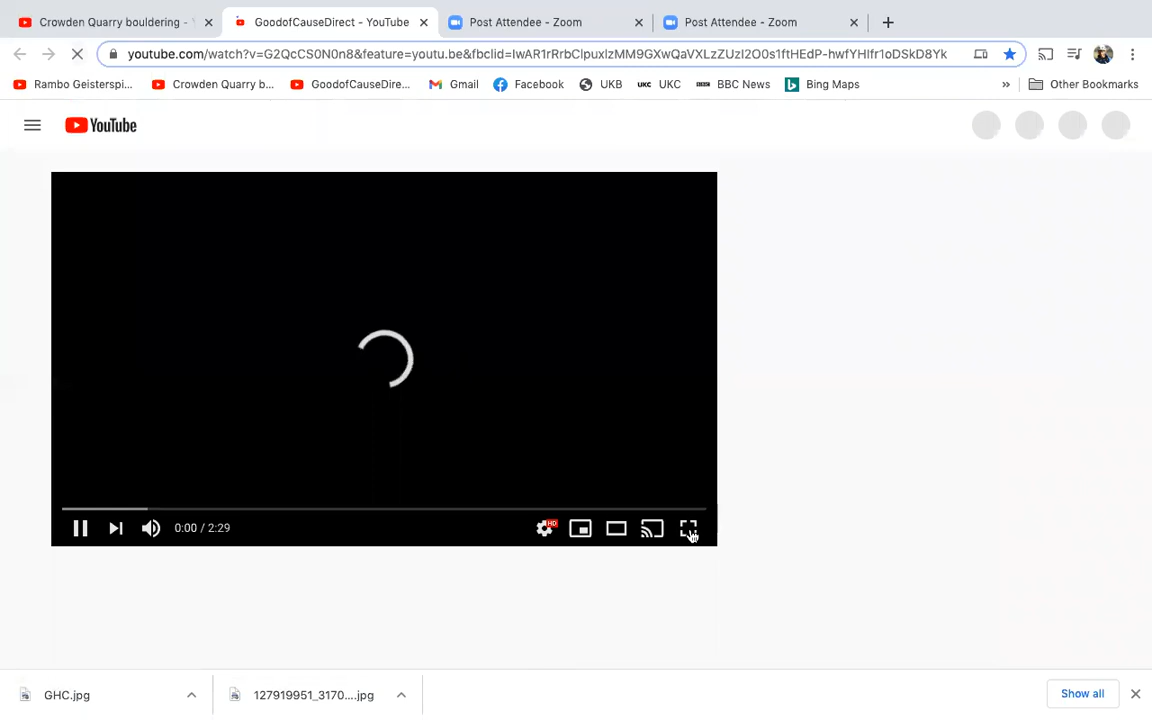 Crowden Quarry bouldering - Y
GoodofCauseDirect - YouTube
Post Attendee - Zoom
Post Attendee - Zoom
youtube.com/watch?v=G2QcCS0N0n8&feature=youtu.be&fbclid=IwAR1rRrbClpuxlzMM9GXwQaVXLzZUzI2O0s1ftHEdP-hwfYHIfr1oDSkD8Yk
Rambo Geisterspi...
Crowden Quarry b...
GoodofCauseDire...
Gmail
Facebook
UKB
UKC UKC
BBC BBC News
Bing Maps
»
Other Bookmarks
YouTube
0:00 / 2:29
HD
GHC.jpg
127919951_3170....jpg
Show all